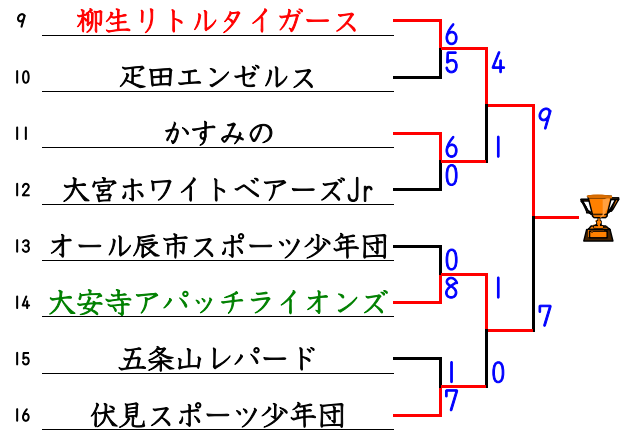 9 柳生リトルタイガース
10 疋田エンゼルス
11 かすみの
12 大宮ホワイトベアーズJr
13 オール辰市スポーツ少年団
14 大安寺アパッチライオンズ
15 五条山レパード
16 伏見スポーツ少年団
6
5
4
6
0
1
9
0
8
1
1
7
0
7